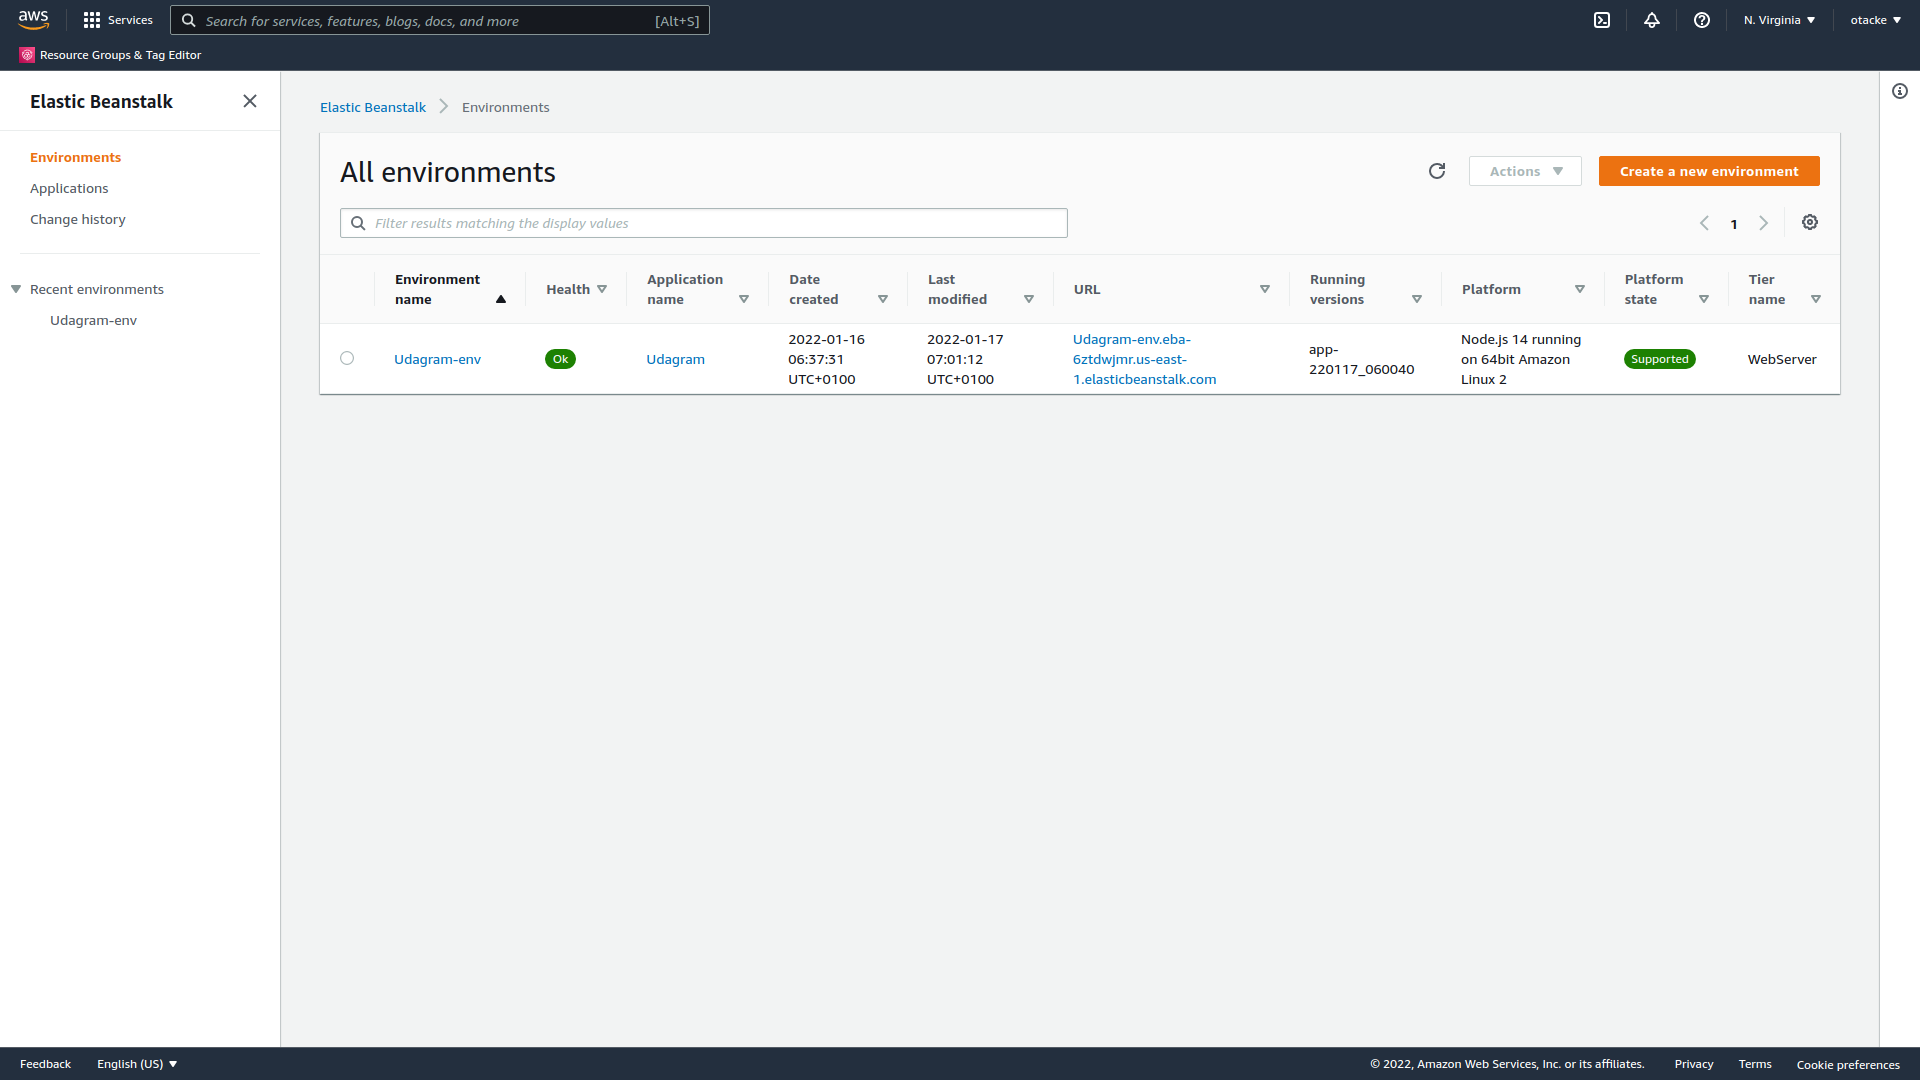 aws
Services
Search for services, features, blogs, docs, and more
[Alt+S]
N. Virginia
otacke
Resource Groups & Tag Editor
Elastic Beanstalk
Environments
Applications
Change history
Recent environments
Udagram-env
Elastic Beanstalk
Environments
All environments
Actions
Create a new environment
Filter results matching the display values
1
Environment
name
Health
Application
name
Date
created
Last
modified
URL
Running
versions
Platform
Platform
state
Tier
name
Udagram-env
Ok
Udagram
2022-01-16
06:37:31
UTC+0100
2022-01-17
07:01:12
UTC+0100
Udagram-env.eba-
6ztdwjmr.us-east-
1.elasticbeanstalk.com
app-
220117_060040
Node.js 14 running
on 64bit Amazon
Linux 2
Supported
WebServer
Feedback
English (US)
© 2022, Amazon Web Services, Inc. or its affiliates.
Privacy
Terms
Cookie preferences